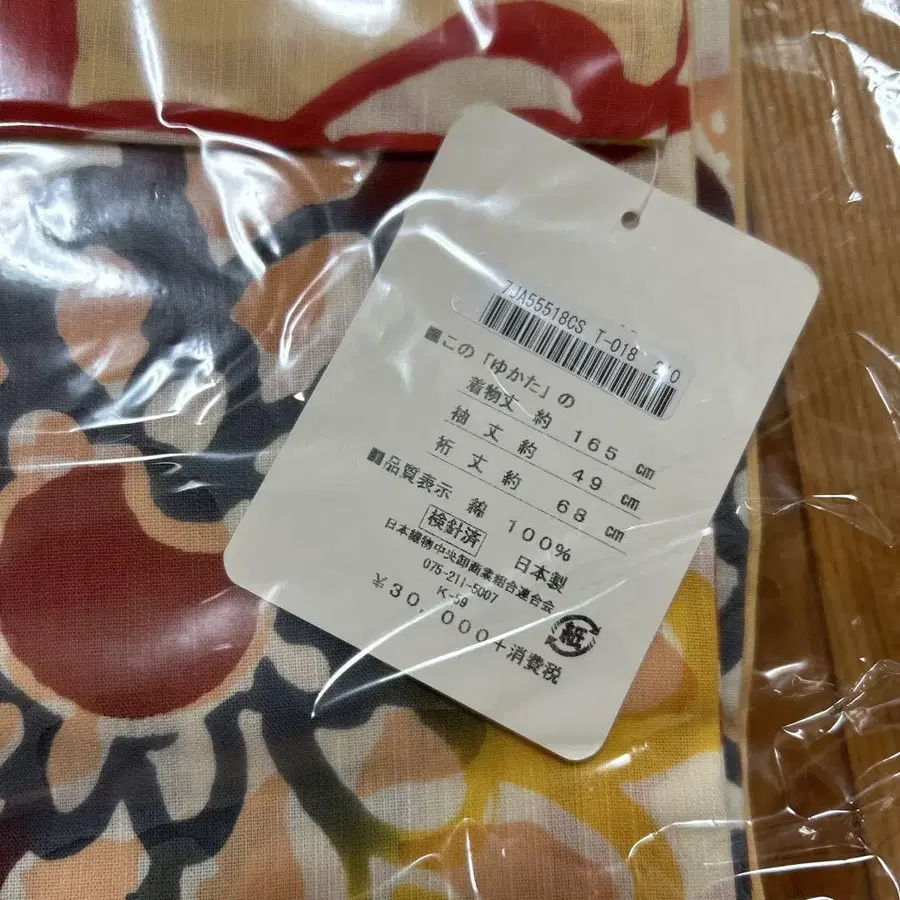 7JA55518CS T-018
■この「ゆかた」の
着物丈 約 165 cm
袖丈約 49 cm
裄丈約 68 cm
■品質表示 綿 100%
検針済 日本製
日本織物中央卸商業組合連合会
075-211-5007
K-59
¥30,000+消費税
紙